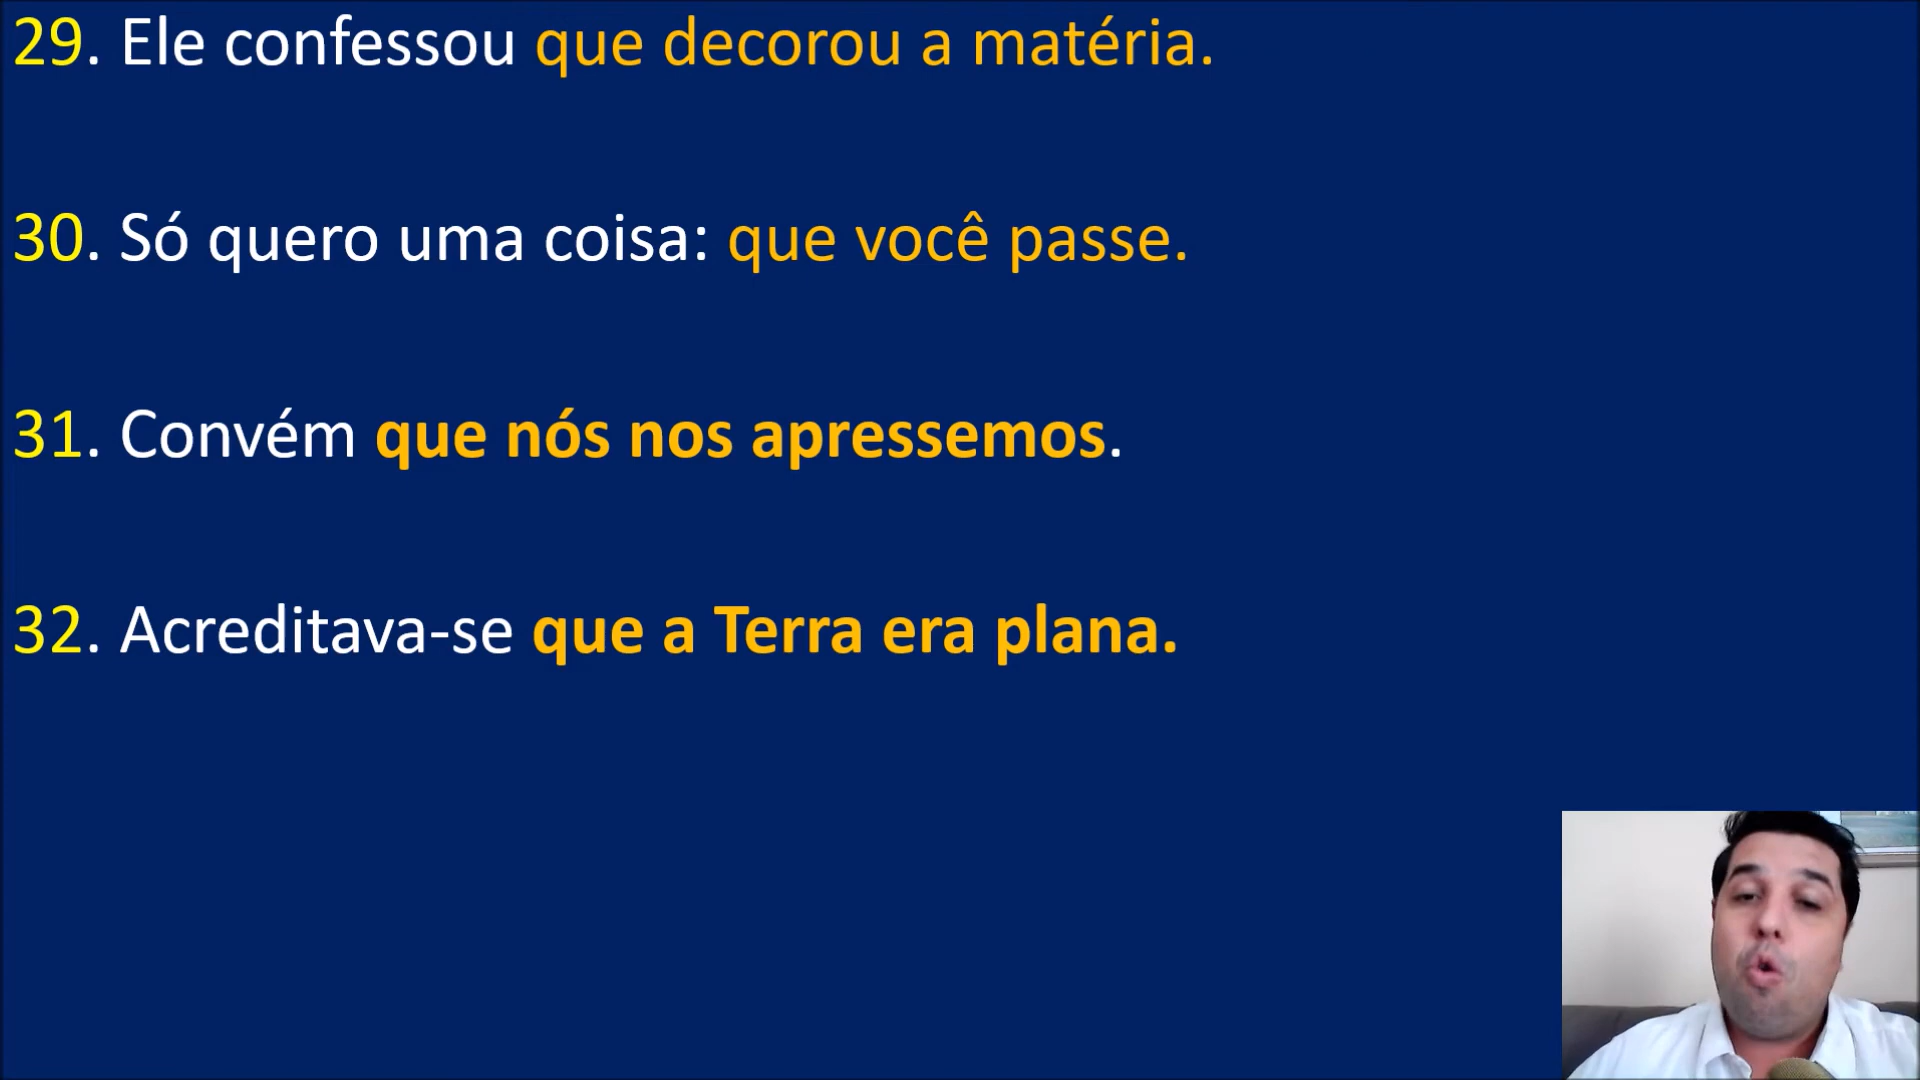 29. Ele confessou que decorou a matéria.
30. Só quero uma coisa: que você passe.
31. Convém que nós nos apressemos.
32. Acreditava-se que a Terra era plana.